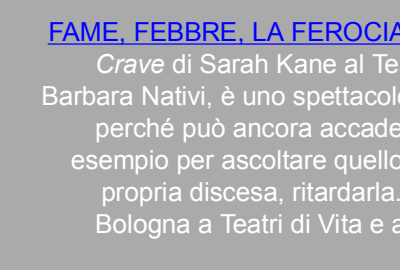 FAME, FEBBRE, LA FEROCIA
Crave di Sarah Kane al Te
Barbara Nativi, è uno spettacol
perché può ancora accade
esempio per ascoltare quello
propria discesa, ritardarla.
Bologna a Teatri di Vita e a